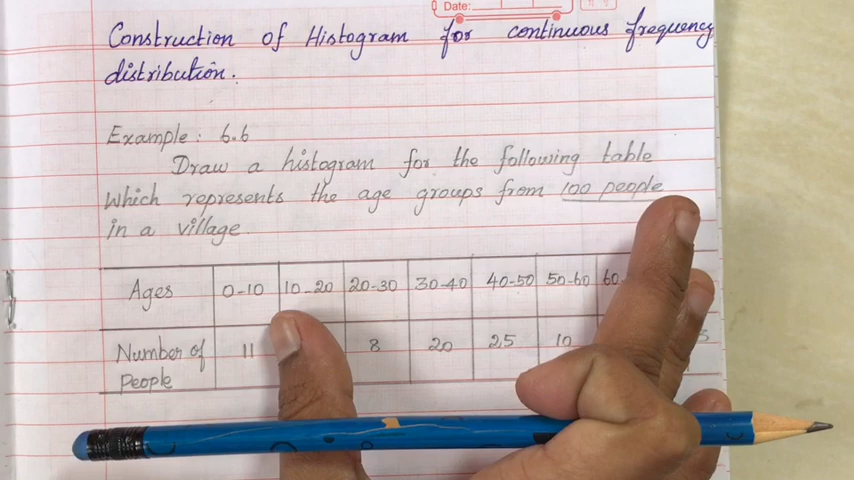 Date:
Construction of Histogram for continuous frequency
distribution.
Example: 6.6
Draw a histogram for the following table
which represents the age groups from 100 people
in a village.
Ages 0-10 10-20 20-30 30-40 40-50 50-60 60-
Number of People 11 8 20 25 10 3